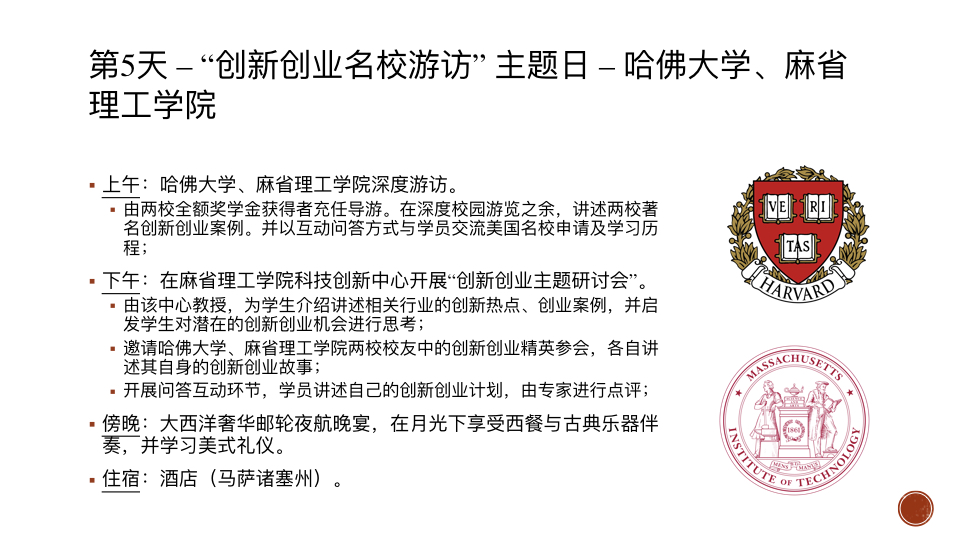 第5天 – “创新创业名校游访” 主题日 – 哈佛大学、麻省
理工学院
▪ 上午：哈佛大学、麻省理工学院深度游访。
▪ 由两校全额奖学金获得者充任导游。在深度校园游览之余，讲述两校著
名创新创业案例。并以互动问答方式与学员交流美国名校申请及学习历
程；
▪ 下午：在麻省理工学院科技创新中心开展“创新创业主题研讨会”。
▪ 由该中心教授，为学生介绍讲述相关行业的创新热点、创业案例，并启
发学生对潜在的创新创业机会进行思考；
▪ 邀请哈佛大学、麻省理工学院两校校友中的创新创业精英参会，各自讲
述其自身的创新创业故事；
▪ 开展问答互动环节，学员讲述自己的创新创业计划，由专家进行点评；
▪ 傍晚：大西洋奢华邮轮夜航晚宴，在月光下享受西餐与古典乐器伴
奏，并学习美式礼仪。
▪ 住宿：酒店（马萨诸塞州）。
VE RI
TAS
HARVARD
MASSACHUSETTS
INSTITUTE OF TECHNOLOGY
1861
MENS ET MANUS